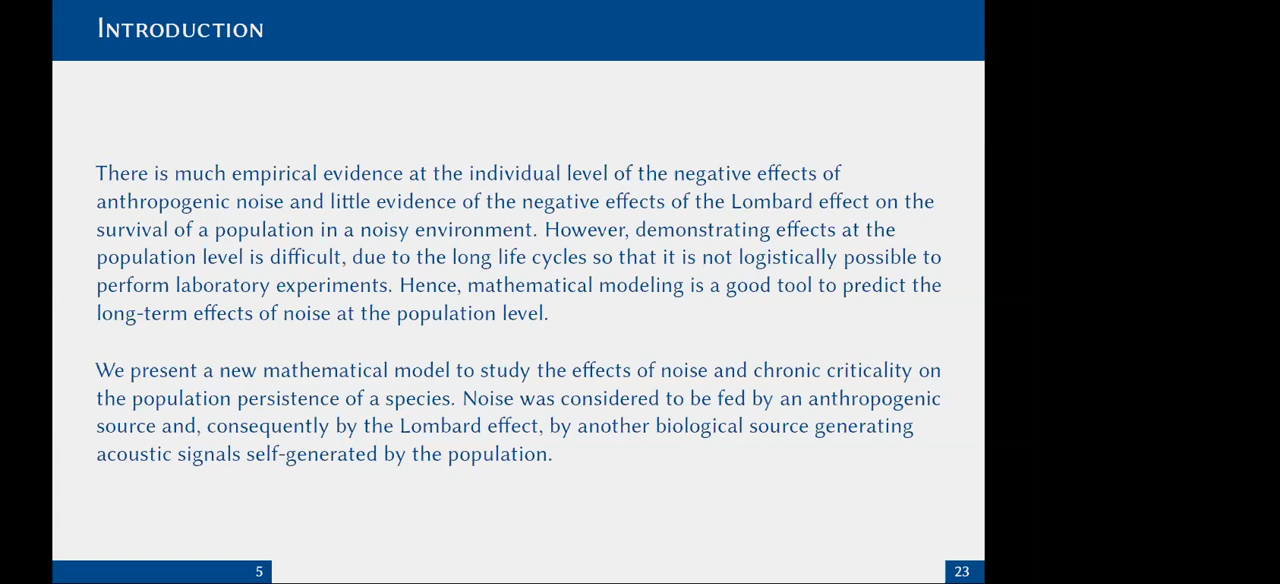 INTRODUCTION
There is much empirical evidence at the individual level of the negative effects of
anthropogenic noise and little evidence of the negative effects of the Lombard effect on the
survival of a population in a noisy environment. However, demonstrating effects at the
population level is difficult, due to the long life cycles so that it is not logistically possible to
perform laboratory experiments. Hence, mathematical modeling is a good tool to predict the
long-term effects of noise at the population level.
We present a new mathematical model to study the effects of noise and chronic criticality on
the population persistence of a species. Noise was considered to be fed by an anthropogenic
source and, consequently by the Lombard effect, by another biological source generating
acoustic signals self-generated by the population.
5
23